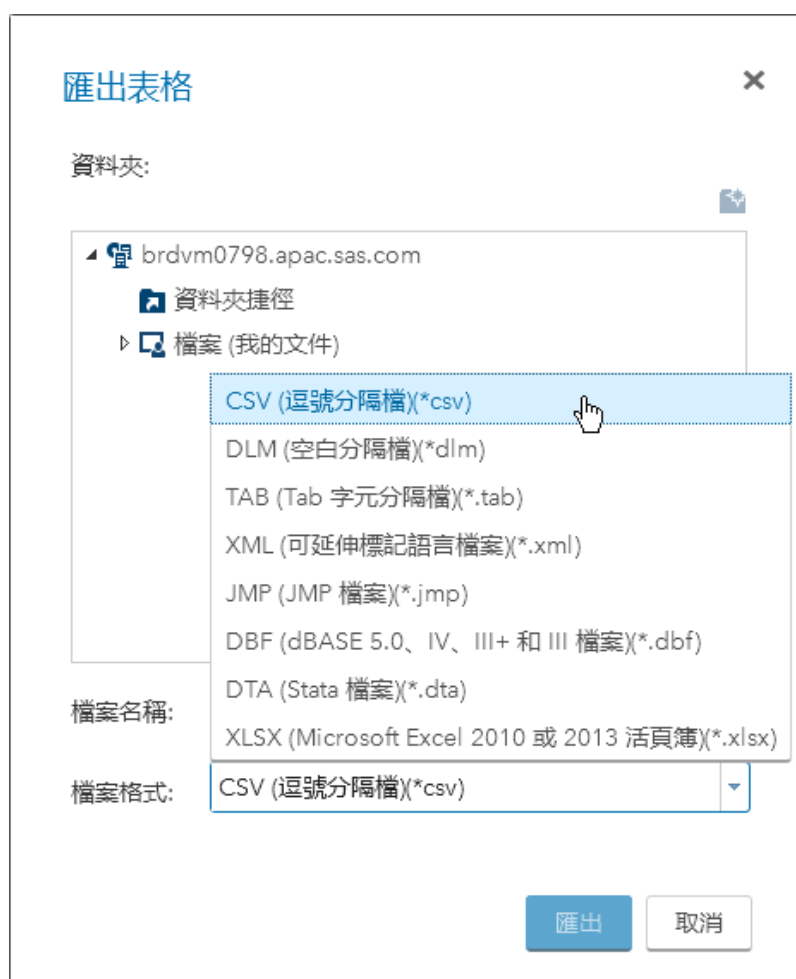 匯出表格
資料夾:
brdvm0798.apac.sas.com
資料夾捷徑
檔案 (我的文件)
CSV (逗號分隔檔)(*csv)
DLM (空白分隔檔)(*dlm)
TAB (Tab 字元分隔檔)(*.tab)
XML (可延伸標記語言檔案)(*.xml)
JMP (JMP 檔案)(*.jmp)
DBF (dBASE 5.0、IV、III+ 和 III 檔案)(*.dbf)
DTA (Stata 檔案)(*.dta)
XLSX (Microsoft Excel 2010 或 2013 活頁簿)(*.xlsx)
檔案名稱:
檔案格式: CSV (逗號分隔檔)(*csv)
匯出 取消